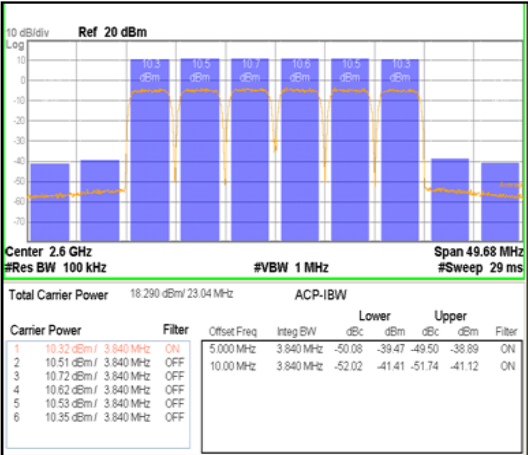 10 dB/div Ref 20 dBm
Log
10 10.3 10.5 10.7 10.6 10.5 10.3
dBm dBm dBm dBm dBm dBm
0
-10
-20
-30
-40
-50
-60
-70
Center 2.6 GHz Span 49.68 MHz
#Res BW 100 kHz #VBW 1 MHz #Sweep 29 ms
Total Carrier Power 18.290 dBm/ 23.04 MHz ACP-IBW
Lower Upper
Carrier Power Filter Offset Freq Integ BW dBc dBm dBc dBm Filter
1 10.32 dBm / 3.840 MHz ON 5.000 MHz 3.840 MHz -50.08 -39.47 -49.50 -38.89 ON
2 10.51 dBm / 3.840 MHz OFF 10.00 MHz 3.840 MHz -52.02 -41.41 -51.74 -41.12 ON
3 10.72 dBm / 3.840 MHz OFF
4 10.62 dBm / 3.840 MHz OFF
5 10.53 dBm / 3.840 MHz OFF
6 10.35 dBm / 3.840 MHz OFF